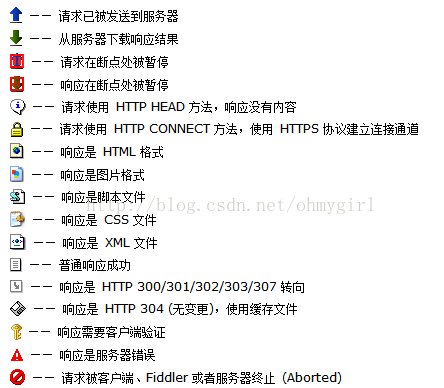 —— 请求已被发送到服务器
—— 从服务器下载响应结果
—— 请求在断点处被暂停
—— 响应在断点处被暂停
—— 请求使用 HTTP HEAD 方法，响应没有内容
—— 请求使用 HTTP CONNECT 方法，使用 HTTPS 协议建立连接通道
—— 响应是 HTML 格式
—— 响应是图片格式
—— 响应是脚本文件
http://blog.csdn.net/ohmygirl
—— 响应是 CSS 文件
—— 响应是 XML 文件
—— 普通响应成功
—— 响应是 HTTP 300/301/302/303/307 转向
—— 响应是 HTTP 304 (无变更)，使用缓存文件
—— 响应需要客户端验证
—— 响应是服务器错误
—— 请求被客户端、Fiddler 或者服务器终止 (Aborted)